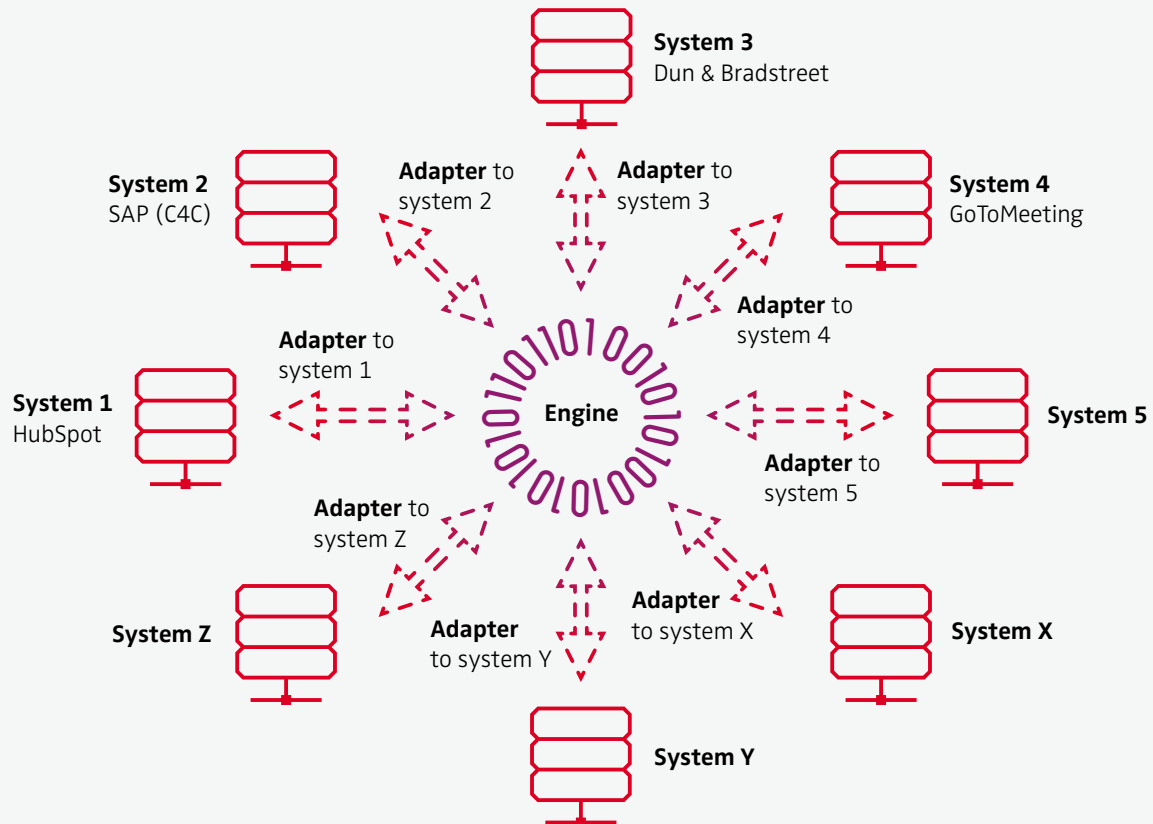 System 3
Dun & Bradstreet
System 2
SAP (C4C)
Adapter to
system 2
Adapter to
system 3
System 4
GoToMeeting
Adapter to
system 4
Adapter to
system 1
System 1
HubSpot
Engine
System 5
Adapter to
system 5
Adapter to
system Z
System Z
Adapter
to system Y
Adapter
to system X
System X
System Y